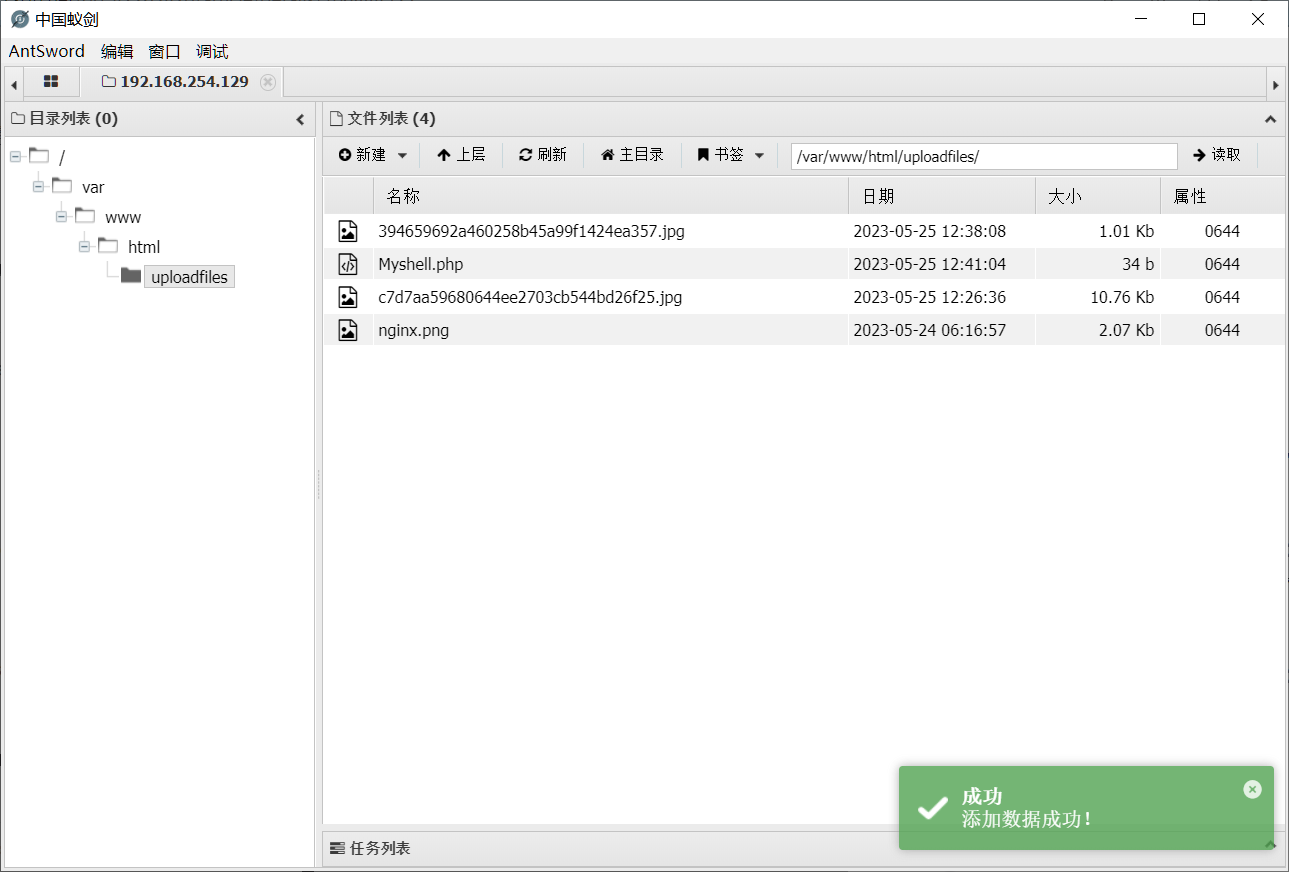 中国蚁剑
AntSword 编辑 窗口 调试
192.168.254.129
目录列表 (0)
/
var
www
html
uploadfiles
文件列表 (4)
新建 上层 刷新 主目录 书签 /var/www/html/uploadfiles/ 读取
名称 日期 大小 属性
394659692a460258b45a99f1424ea357.jpg 2023-05-25 12:38:08 1.01 Kb 0644
Myshell.php 2023-05-25 12:41:04 34 b 0644
c7d7aa59680644ee2703cb544bd26f25.jpg 2023-05-25 12:26:36 10.76 Kb 0644
nginx.png 2023-05-24 06:16:57 2.07 Kb 0644
成功
添加数据成功!
任务列表